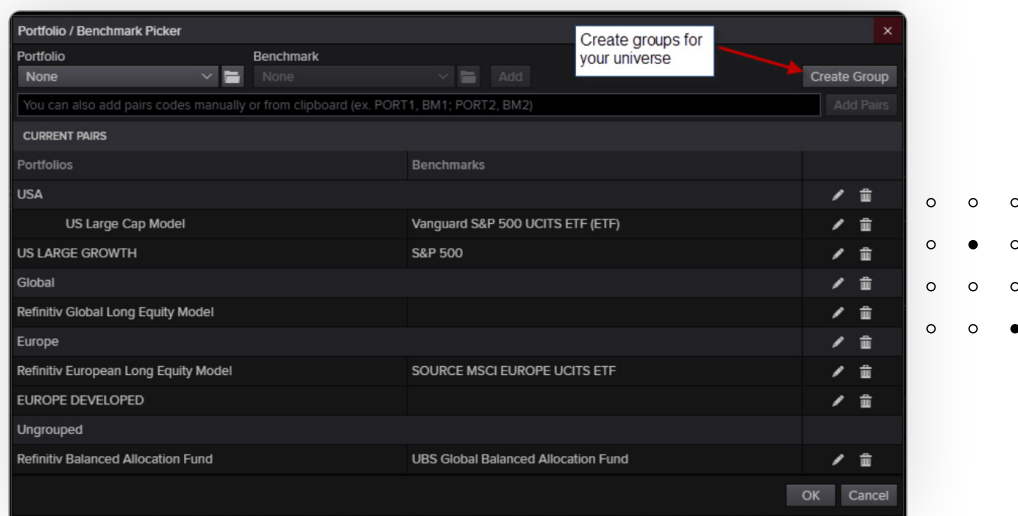 Portfolio / Benchmark Picker
Create groups for
your universe
Portfolio Benchmark
None None Add Create Group
You can also add pairs codes manually or from clipboard (ex. PORT1, BM1; PORT2, BM2) Add Pairs
CURRENT PAIRS
Portfolios Benchmarks
USA
US Large Cap Model Vanguard S&P 500 UCITS ETF (ETF)
US LARGE GROWTH S&P 500
Global
Refinitiv Global Long Equity Model
Europe
Refinitiv European Long Equity Model SOURCE MSCI EUROPE UCITS ETF
EUROPE DEVELOPED
Ungrouped
Refinitiv Balanced Allocation Fund UBS Global Balanced Allocation Fund
OK Cancel